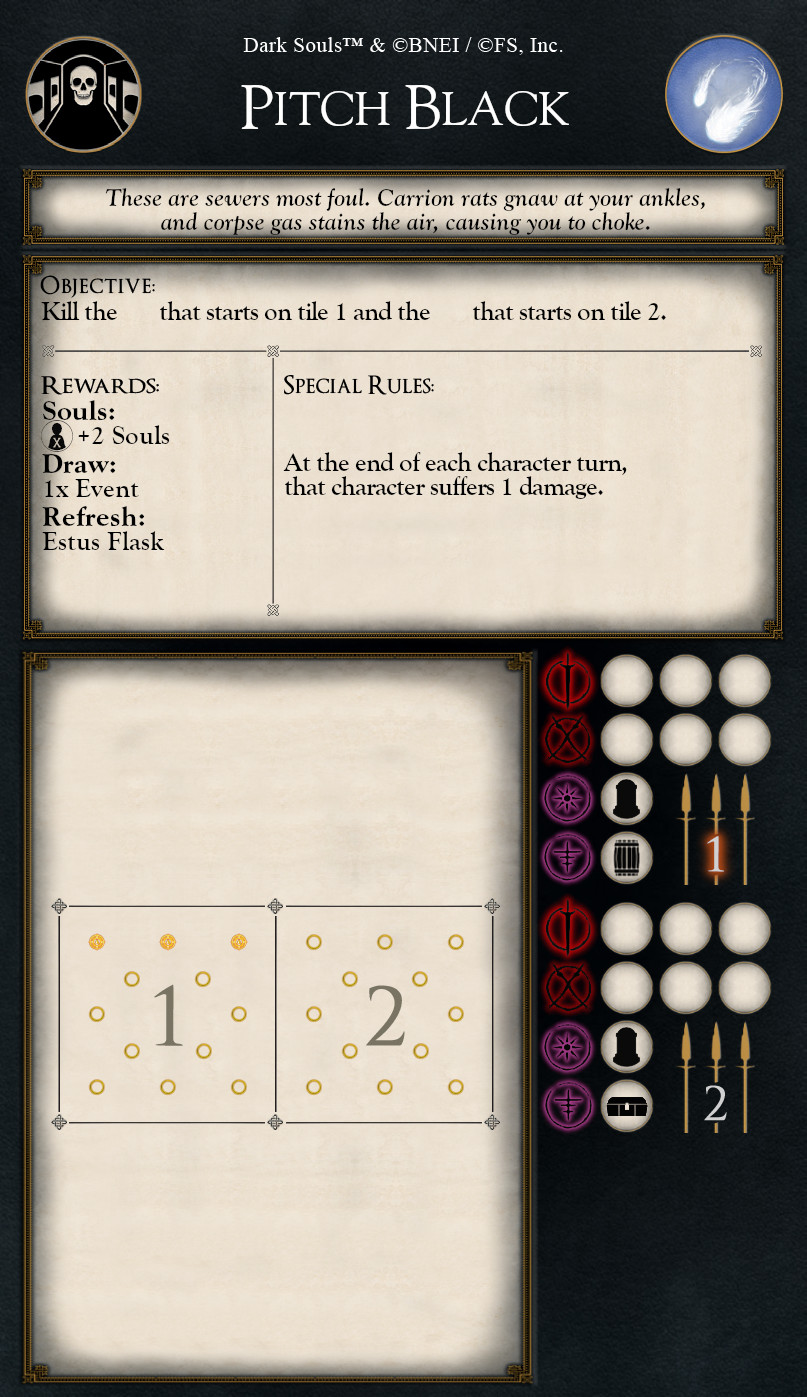 Dark Souls™ & ©BNEI / ©FS, Inc.
Pitch Black
These are sewers most foul. Carrion rats gnaw at your ankles,
and corpse gas stains the air, causing you to choke.
Objective:
Kill the that starts on tile 1 and the that starts on tile 2.
Rewards:
Souls:
X +2 Souls
Draw:
1x Event
Refresh:
Estus Flask
Special Rules:
At the end of each character turn,
that character suffers 1 damage.
1
2
1
2